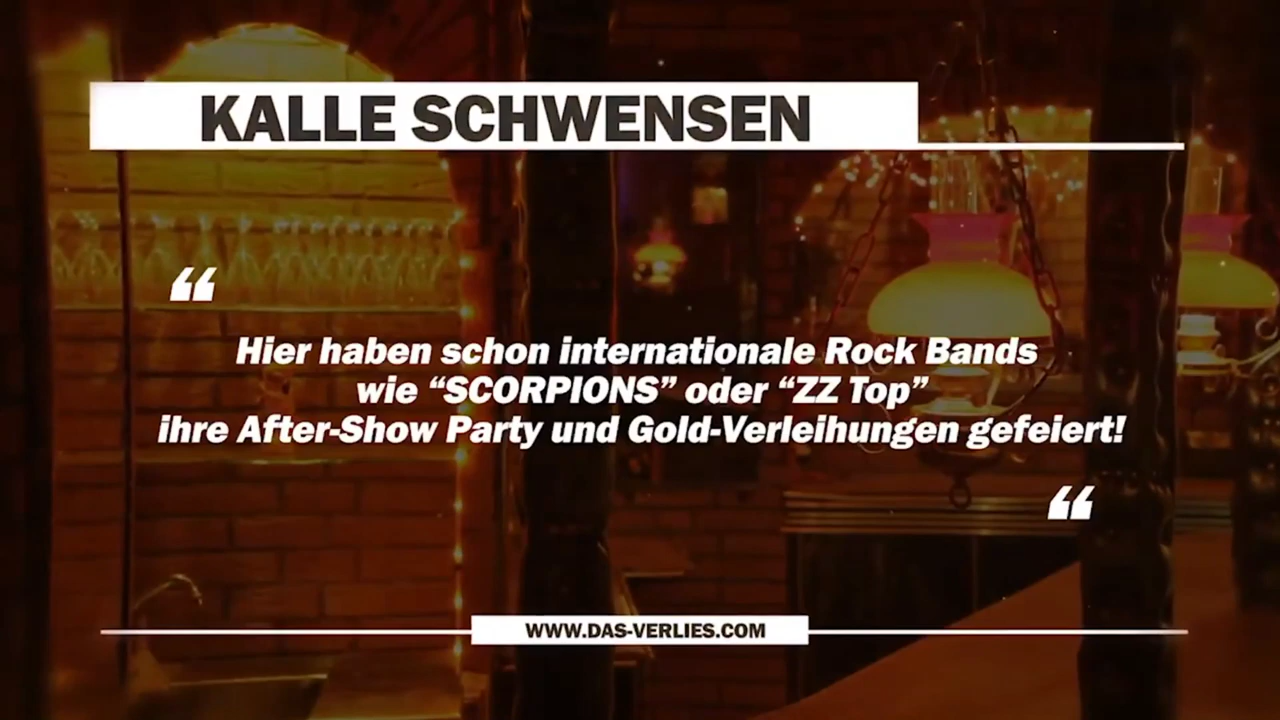 KALLE SCHWENSEN
“
Hier haben schon internationale Rock Bands
wie “SCORPIONS” oder “ZZ Top”
ihre After-Show Party und Gold-Verleihungen gefeiert!
“
WWW.DAS-VERLIES.COM